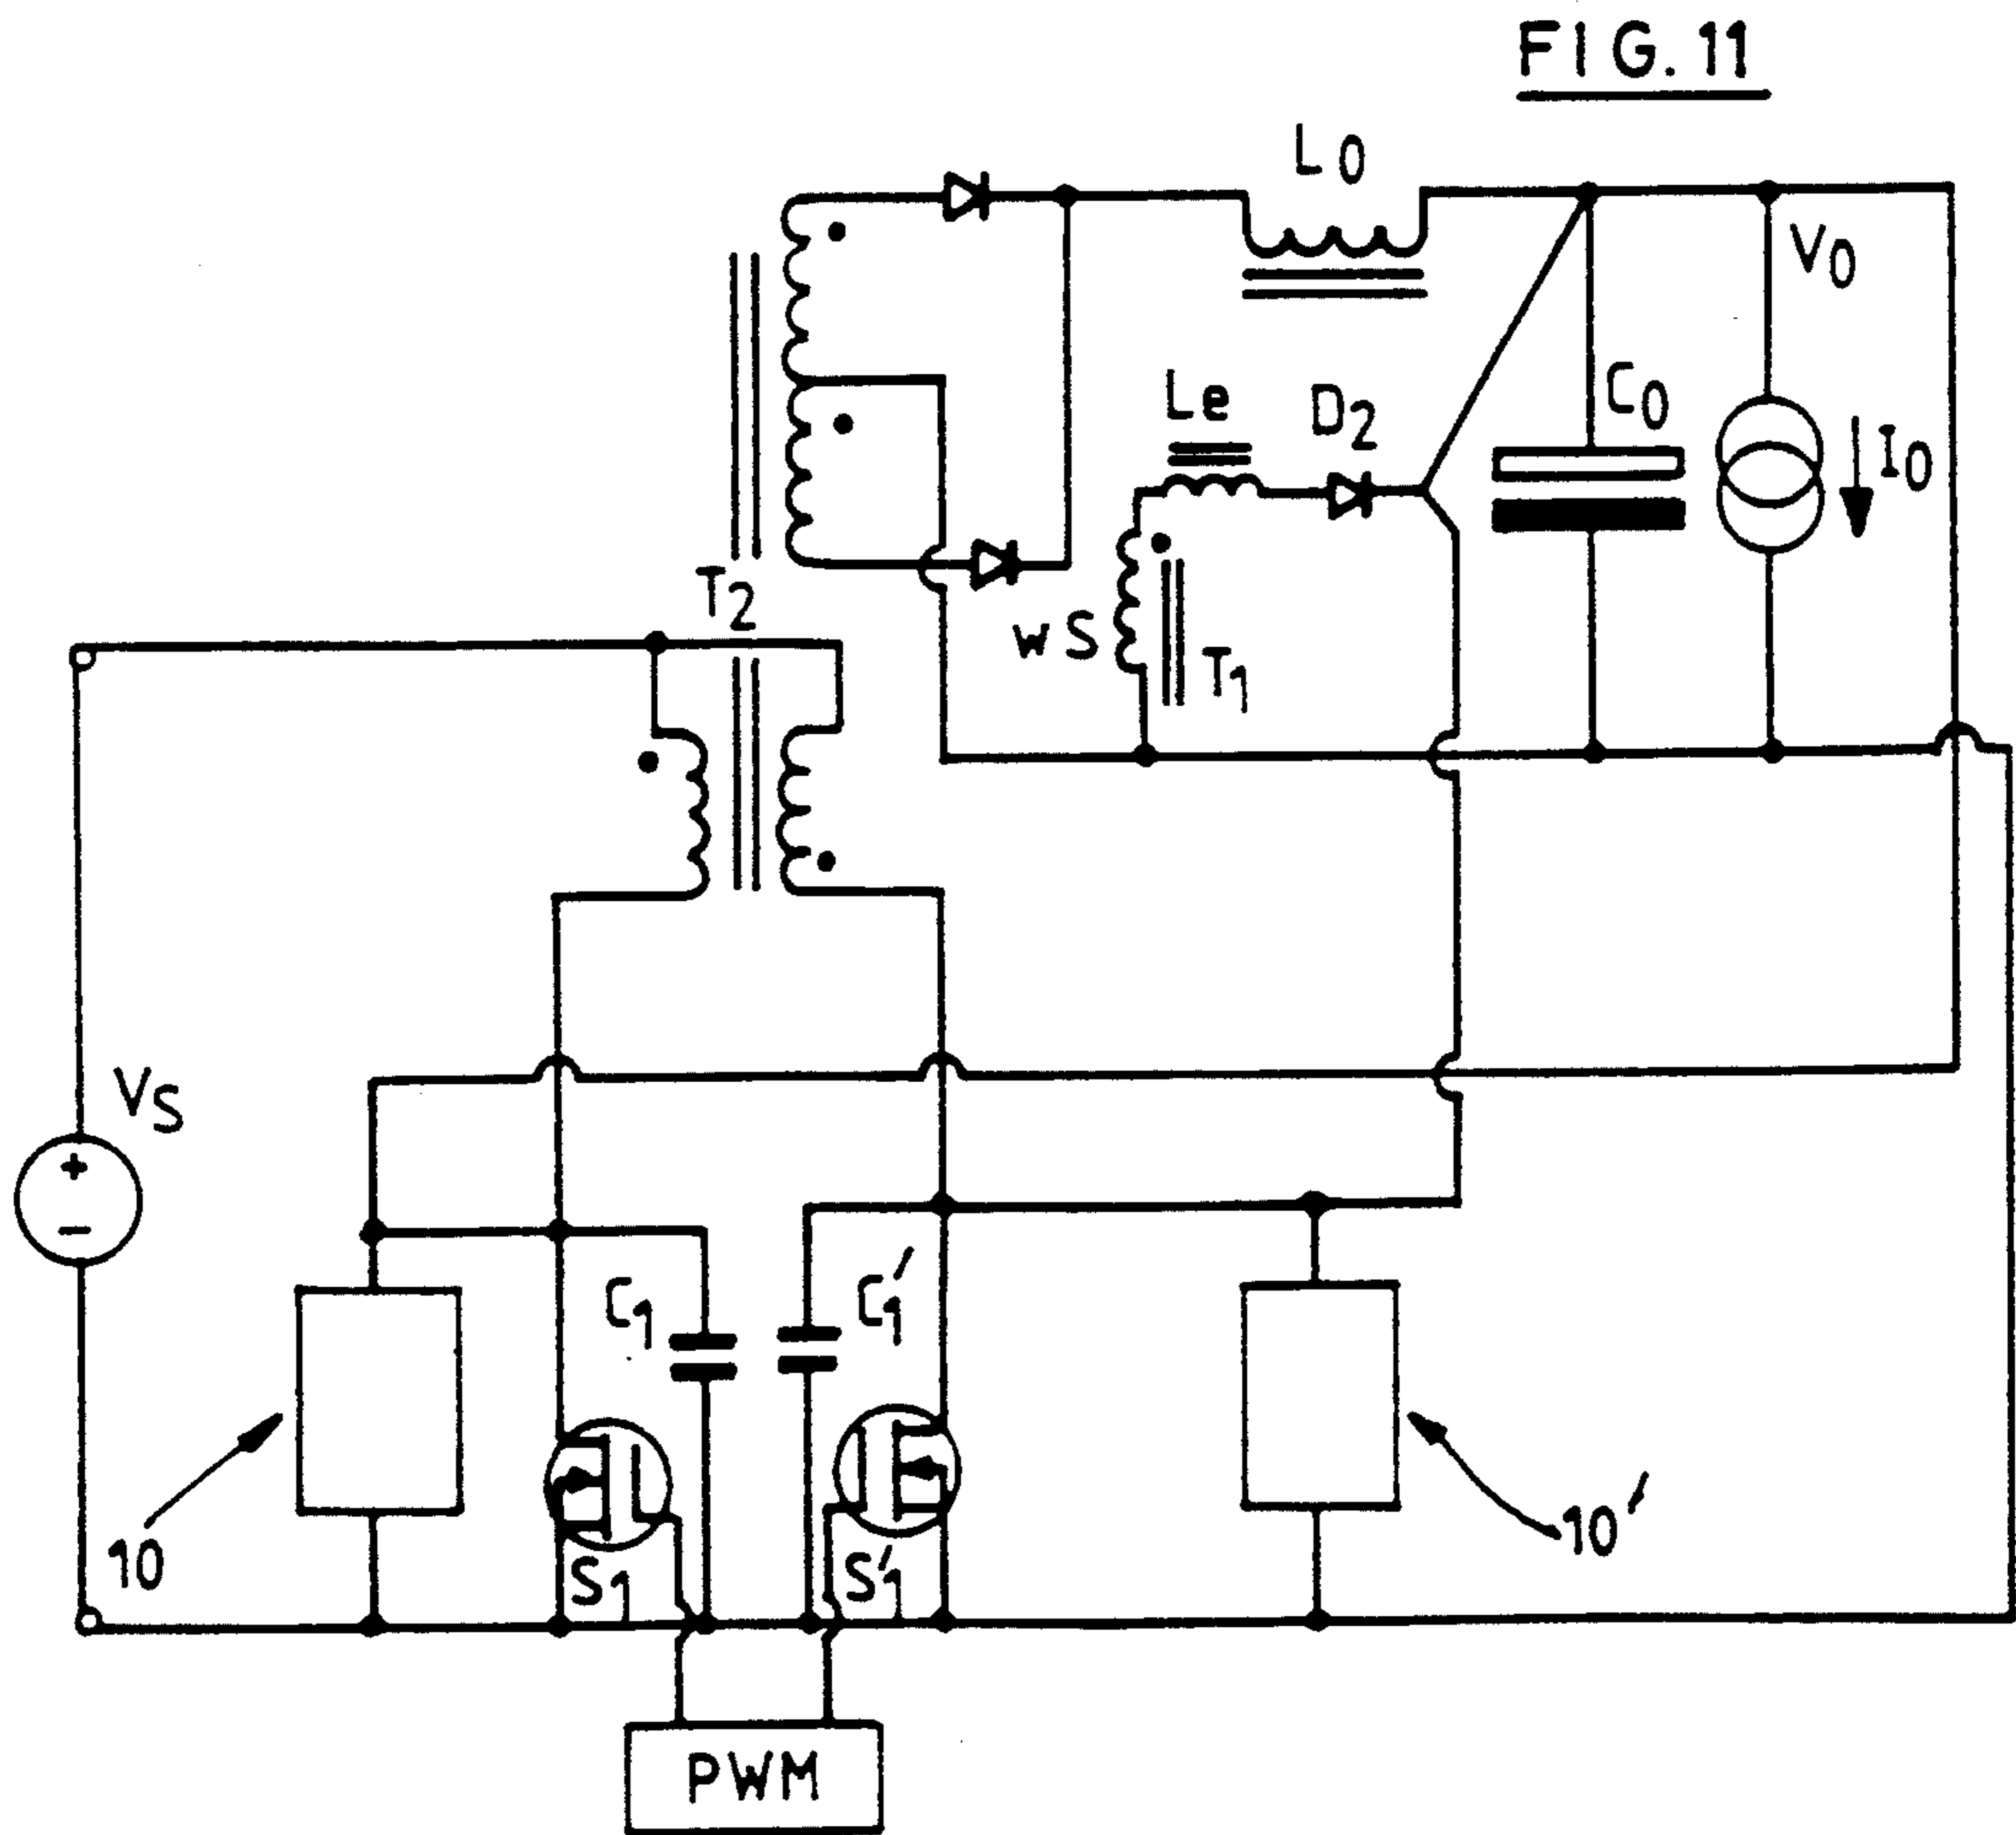 FIG. 11
L0
V0
Le
D2
C0
I0
T2
wS
T1
VS
+
−
C1
C1′
10
S1
S1′
10′
PWM